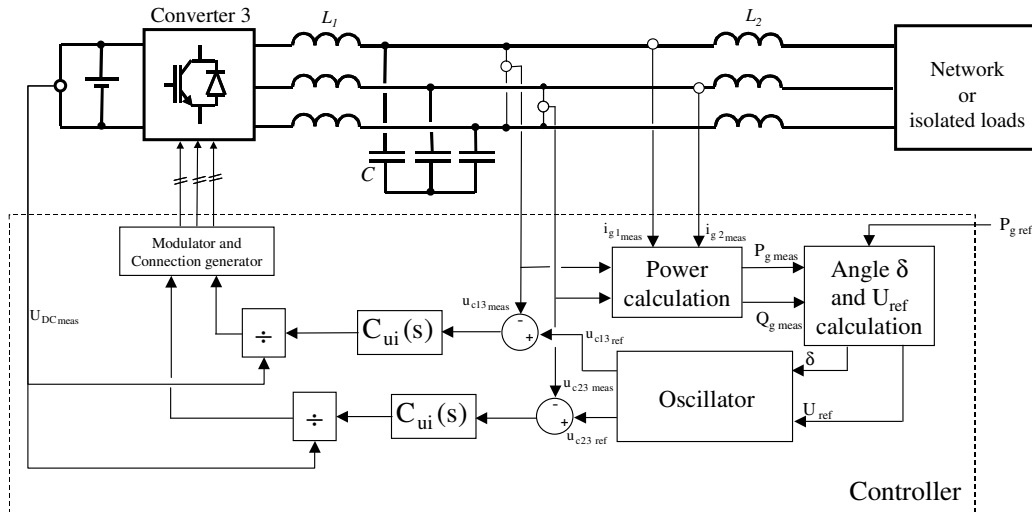 Converter 3
L1
L2
Network
or
isolated loads
C
ig1meas
ig2meas
Pg ref
Modulator and
Connection generator
Power
calculation
Pg meas
Angle δ
and Uref
calculation
Qg meas
UDCmeas
uc13meas
÷
Cui(s)
-
+
uc13ref
δ
uc23 meas
Oscillator
÷
Cui(s)
-
+
Uref
uc23 ref
Controller